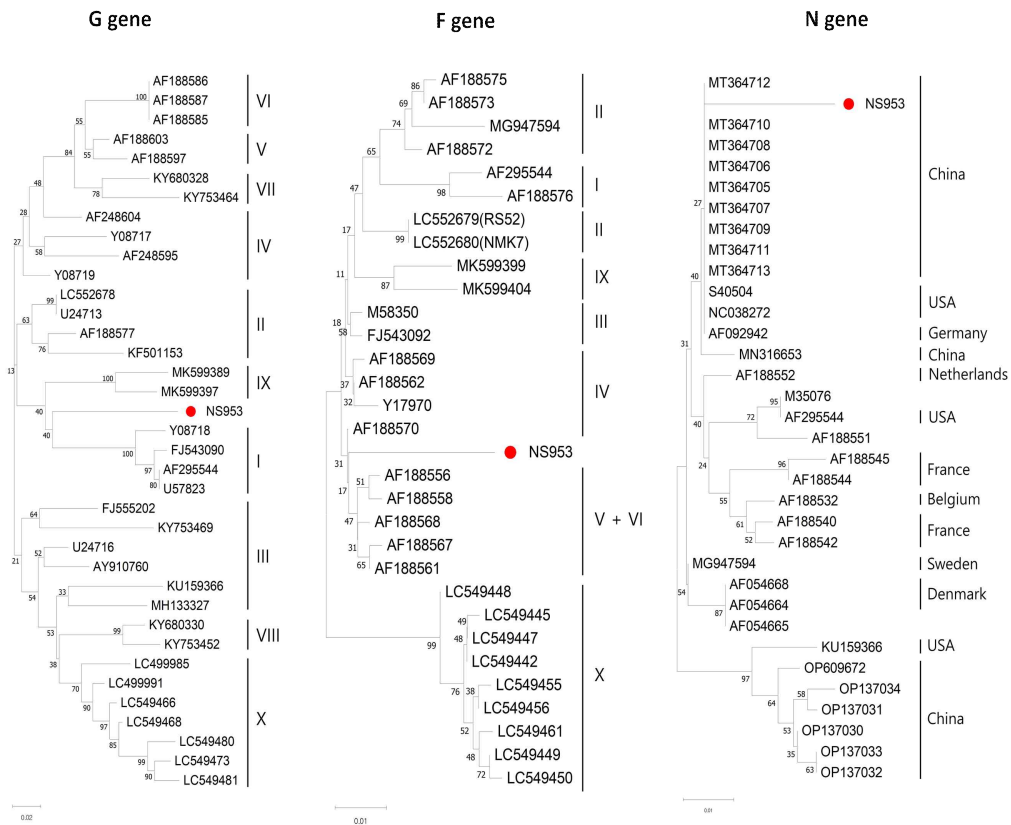 G gene
AF188586
AF188587
AF188585
AF188603
AF188597
KY680328
KY753464
AF248604
Y08717
AF248595
Y08719
LC552678
U24713
AF188577
KF501153
MK599389
MK599397
NS953
Y08718
FJ543090
AF295544
U57823
FJ555202
KY753469
U24716
AY910760
KU159366
MH133327
KY680330
KY753452
LC499985
LC499991
LC549466
LC549468
LC549480
LC549473
LC549481
VI
V
VII
IV
II
IX
I
III
VIII
X
100
55
55
84
78
48
28
58
27
99
63
76
13
100
40
40
100
97
80
64
21
52
54
33
53
99
38
70
90
97
85
99
90
0.02
F gene
AF188575
AF188573
MG947594
AF188572
AF295544
AF188576
LC552679(RS52)
LC552680(NMK7)
MK599399
MK599404
M58350
FJ543092
AF188569
AF188562
Y17970
AF188570
NS953
AF188556
AF188558
AF188568
AF188567
AF188561
LC549448
LC549445
LC549447
LC549442
LC549455
LC549456
LC549461
LC549449
LC549450
II
I
II
IX
III
IV
V + VI
X
86
69
74
65
98
47
99
17
87
11
18
58
37
32
31
17
51
47
31
65
99
49
48
76
38
52
48
72
0.01
N gene
MT364712
NS953
MT364710
MT364708
MT364706
MT364705
MT364707
MT364709
MT364711
MT364713
S40504
NC038272
AF092942
MN316653
AF188552
M35076
AF295544
AF188551
AF188545
AF188544
AF188532
AF188540
AF188542
MG947594
AF054668
AF054664
AF054665
KU159366
OP609672
OP137034
OP137031
OP137030
OP137033
OP137032
China
USA
Germany
China
Netherlands
USA
France
Belgium
France
Sweden
Denmark
USA
China
27
40
31
95
72
40
24
96
55
61
52
54
87
97
64
58
53
35
63
0.01